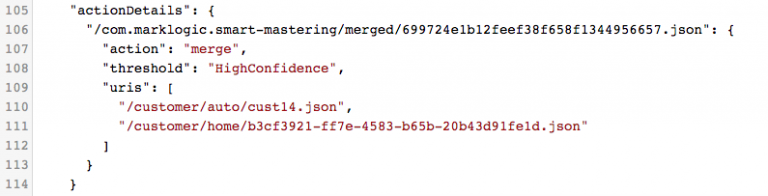 105 "actionDetails": {
106 "/com.marklogic.smart-mastering/merged/699724e1b12feef38f658f1344956657.json": {
107 "action": "merge",
108 "threshold": "HighConfidence",
109 "uris": [
110 "/customer/auto/cust14.json",
111 "/customer/home/b3cf3921-ff7e-4583-b65b-20b43d91fe1d.json"
112 ]
113 }
114 }